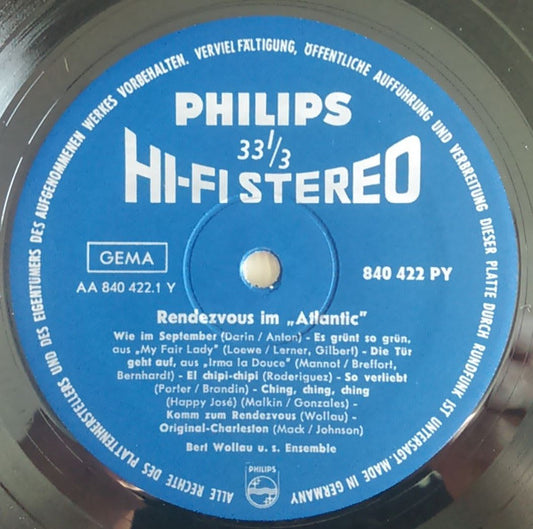 ALLE RECHTE DES PLATTENHERSTELLERS UND DES EIGENTÜMERS DES AUFGENOMMENEN WERKES VORBEHALTEN. VERVIELFÄLTIGUNG, ÖFFENTLICHE AUFFÜHRUNG UND VERBREITUNG DIESER PLATTE DURCH RUNDFUNK IST UNTERSAGT. MADE IN GERMANY
PHILIPS
33 1/3
HI-FI STEREO
GEMA
AA 840 422.1 Y
840 422 PY
Rendezvous im „Atlantic”
Wie im September (Darin / Anton) - Es grünt so grün,
aus „My Fair Lady” (Loewe / Lerner, Gilbert) - Die Tür
geht auf, aus „Irma la Douce” (Mannot / Breffort,
Bernhardt) - El chipi-chipi (Roderiguez) - So verliebt
(Porter / Brandin) - Ching, ching, ching
(Happy José) (Malkin / Gonzales) -
Komm zum Rendezvous (Wollau) -
Original-Charleston (Mack / Johnson)
Bert Wollau u. s. Ensemble
PHILIPS